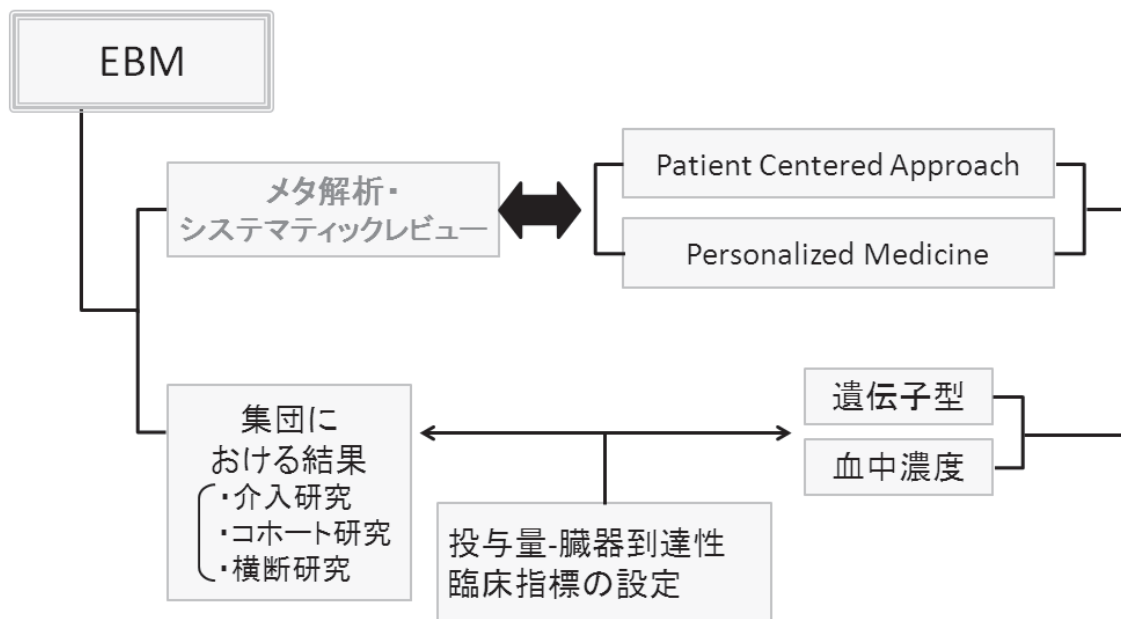 EBM
メタ解析・
システマティックレビュー
Patient Centered Approach
Personalized Medicine
集団に
おける結果
・介入研究
・コホート研究
・横断研究
遺伝子型
血中濃度
投与量-臓器到達性
臨床指標の設定